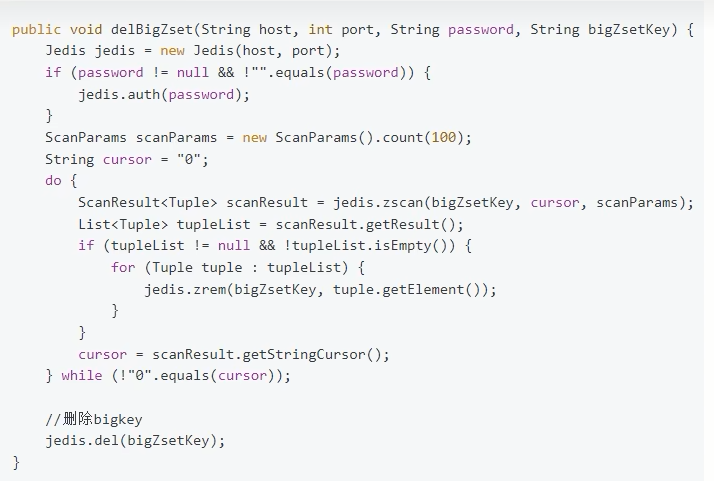 public void delBigZset(String host, int port, String password, String bigZsetKey) {
    Jedis jedis = new Jedis(host, port);
    if (password != null && !"".equals(password)) {
        jedis.auth(password);
    }
    ScanParams scanParams = new ScanParams().count(100);
    String cursor = "0";
    do {
        ScanResult<Tuple> scanResult = jedis.zscan(bigZsetKey, cursor, scanParams);
        List<Tuple> tupleList = scanResult.getResult();
        if (tupleList != null && !tupleList.isEmpty()) {
            for (Tuple tuple : tupleList) {
                jedis.zrem(bigZsetKey, tuple.getElement());
            }
        }
        cursor = scanResult.getStringCursor();
    } while (!"0".equals(cursor));

    //删除bigkey
    jedis.del(bigZsetKey);
}